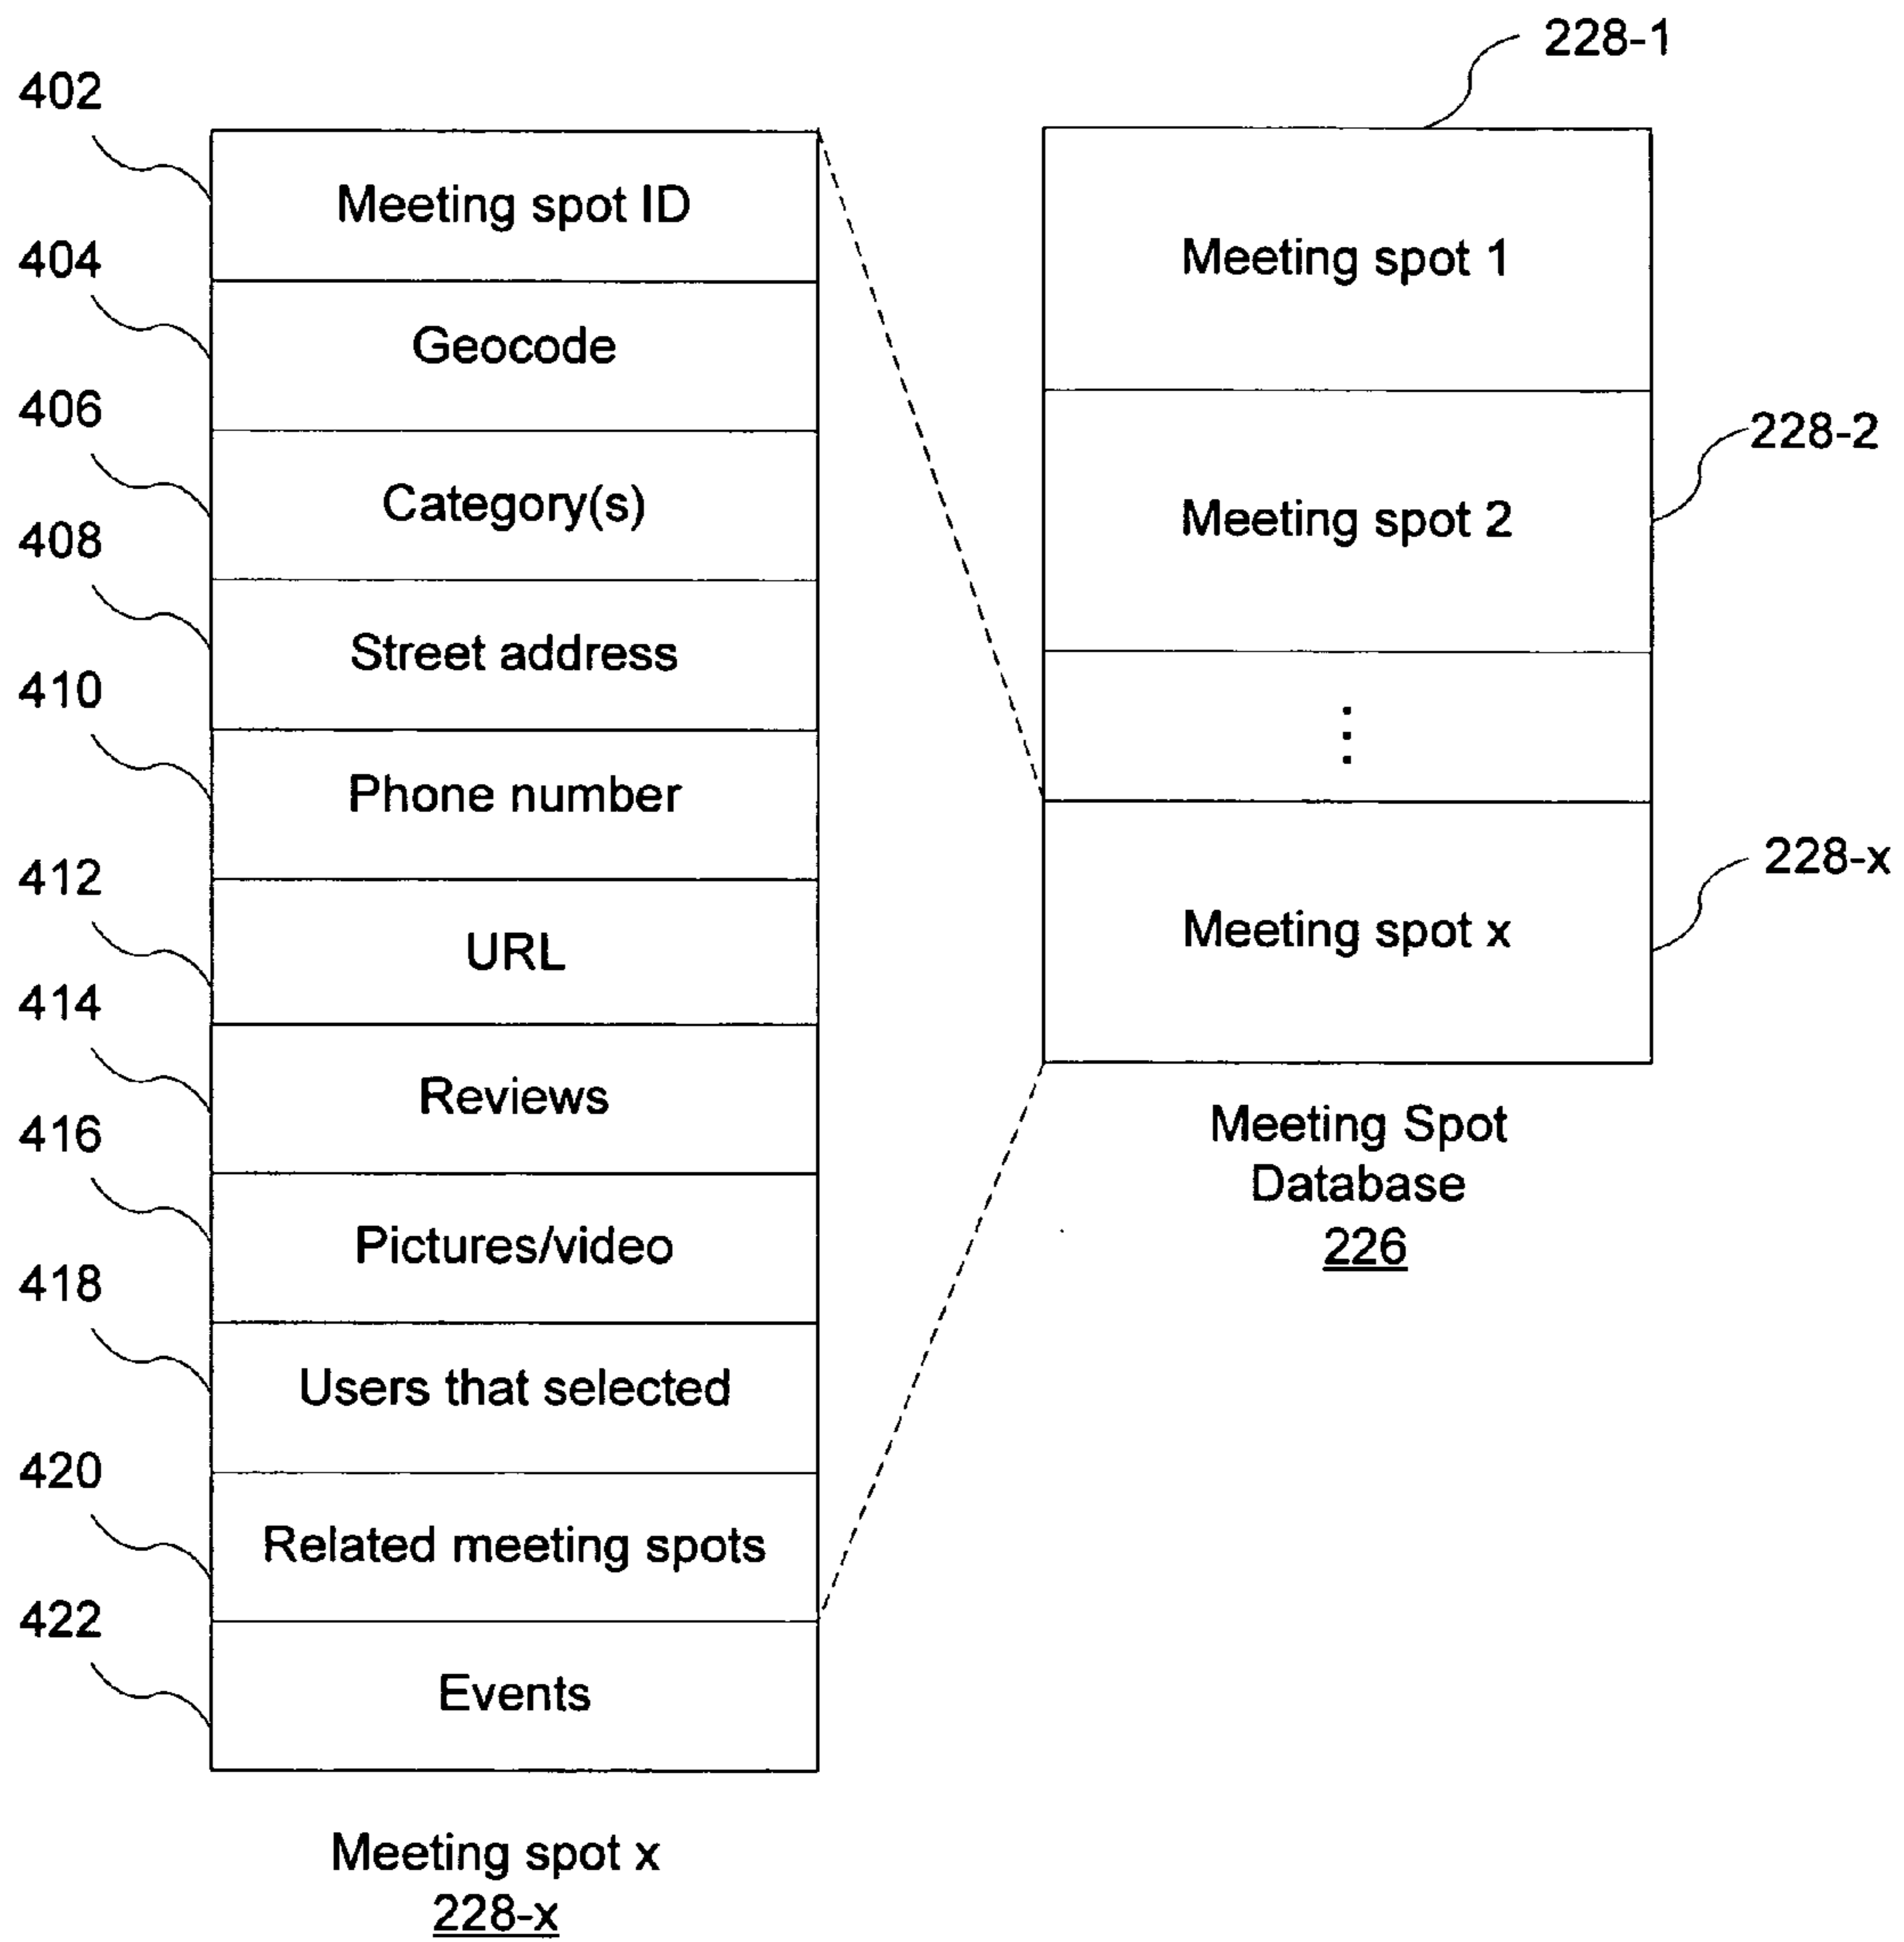 228-1
402
Meeting spot ID
404
Geocode
406
Category(s)
408
Street address
410
Phone number
412
URL
414
Reviews
416
Pictures/video
418
Users that selected
420
Related meeting spots
422
Events
Meeting spot x
228-x
Meeting spot 1
228-2
Meeting spot 2
⋮
228-x
Meeting spot x
Meeting Spot
Database
226